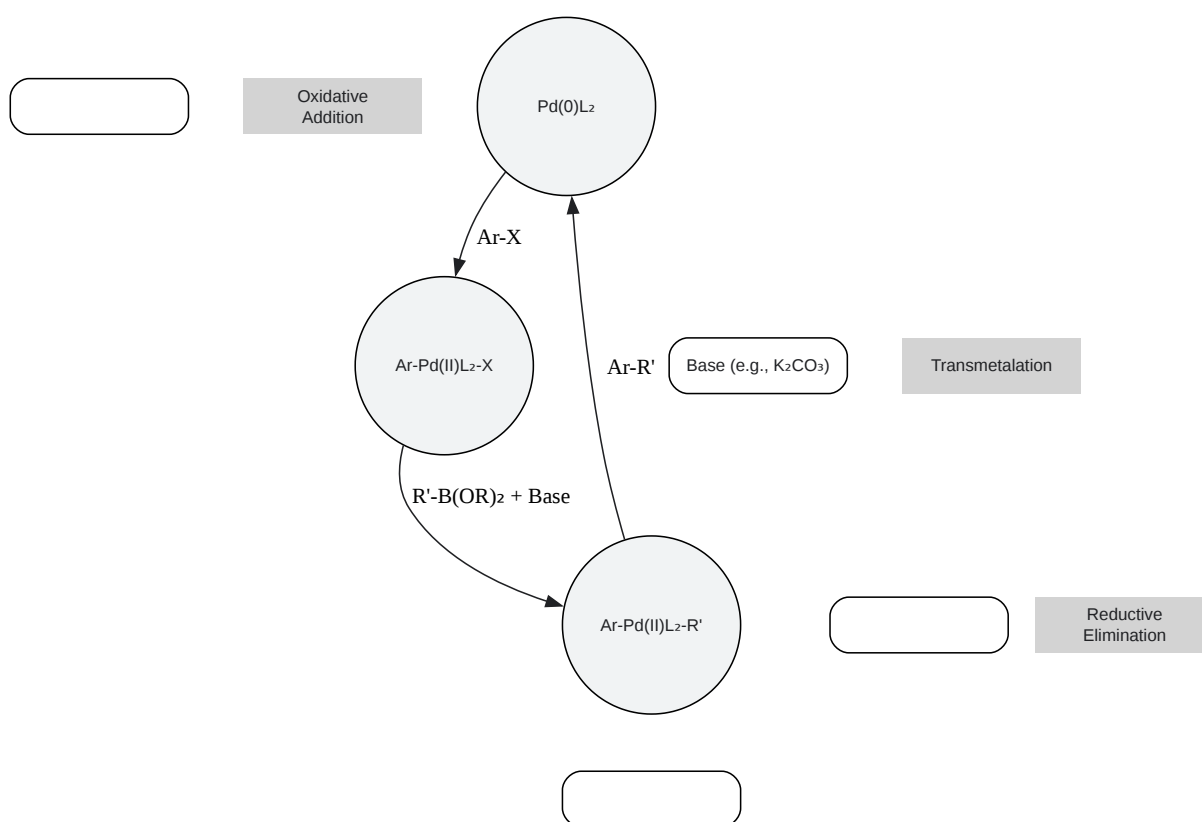 Oxidative
Addition
Pd(0)L₂
Ar-X
Ar-Pd(II)L₂-X
Ar-R'
Base (e.g., K₂CO₃)
Transmetalation
R'-B(OR)₂ + Base
Ar-Pd(II)L₂-R'
Reductive
Elimination